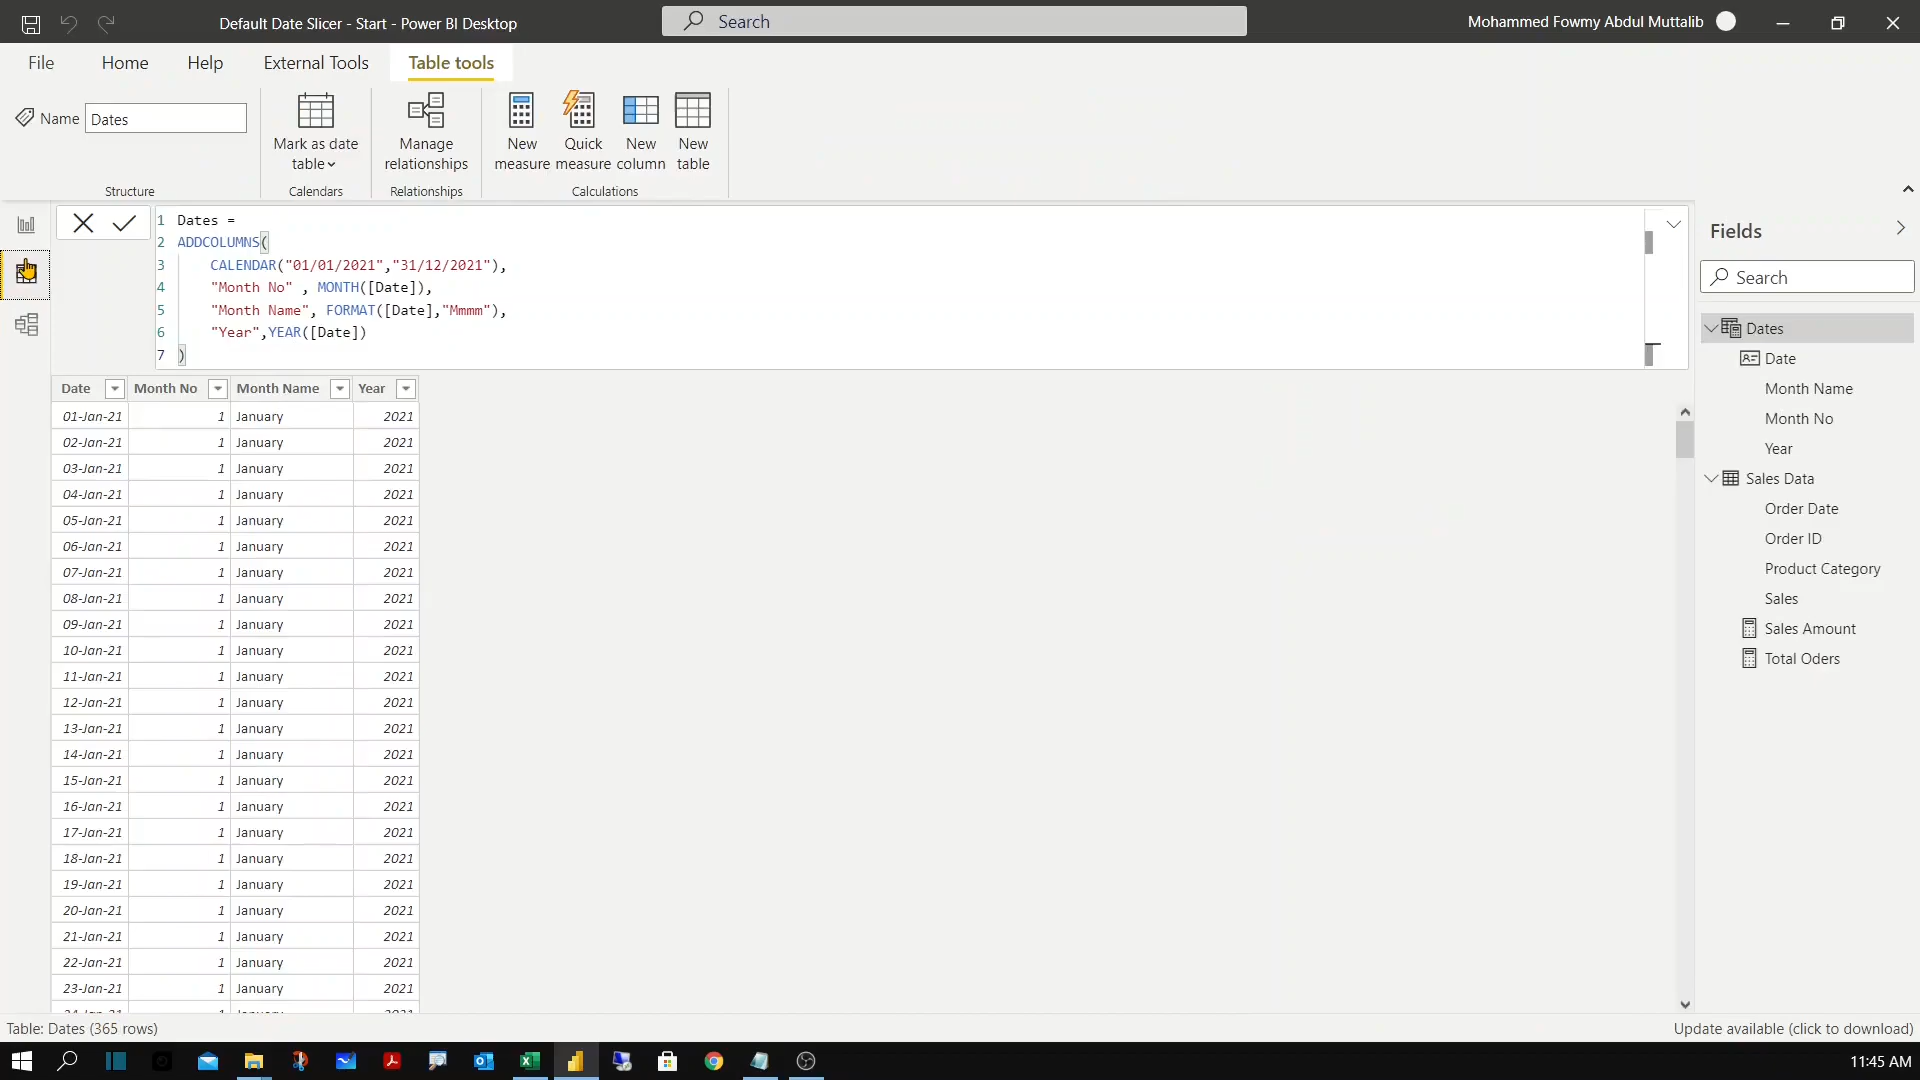 Default Date Slicer - Start - Power BI Desktop
Search
Mohammed Fowmy Abdul Muttalib
File
Home
Help
External Tools
Table tools
Name
Dates
Structure
Mark as date
table
Calendars
Manage
relationships
Relationships
New
measure
Quick
measure
New
column
New
table
Calculations
1 Dates =
2 ADDCOLUMNS(
3 CALENDAR("01/01/2021","31/12/2021"),
4 "Month No" , MONTH([Date]),
5 "Month Name", FORMAT([Date],"Mmmm"),
6 "Year",YEAR([Date])
7 )
Date Month No Month Name Year
01-Jan-21 1 January 2021
02-Jan-21 1 January 2021
03-Jan-21 1 January 2021
04-Jan-21 1 January 2021
05-Jan-21 1 January 2021
06-Jan-21 1 January 2021
07-Jan-21 1 January 2021
08-Jan-21 1 January 2021
09-Jan-21 1 January 2021
10-Jan-21 1 January 2021
11-Jan-21 1 January 2021
12-Jan-21 1 January 2021
13-Jan-21 1 January 2021
14-Jan-21 1 January 2021
15-Jan-21 1 January 2021
16-Jan-21 1 January 2021
17-Jan-21 1 January 2021
18-Jan-21 1 January 2021
19-Jan-21 1 January 2021
20-Jan-21 1 January 2021
21-Jan-21 1 January 2021
22-Jan-21 1 January 2021
23-Jan-21 1 January 2021
Fields
Search
Dates
Date
Month Name
Month No
Year
Sales Data
Order Date
Order ID
Product Category
Sales
Sales Amount
Total Oders
Table: Dates (365 rows)
Update available (click to download)
11:45 AM